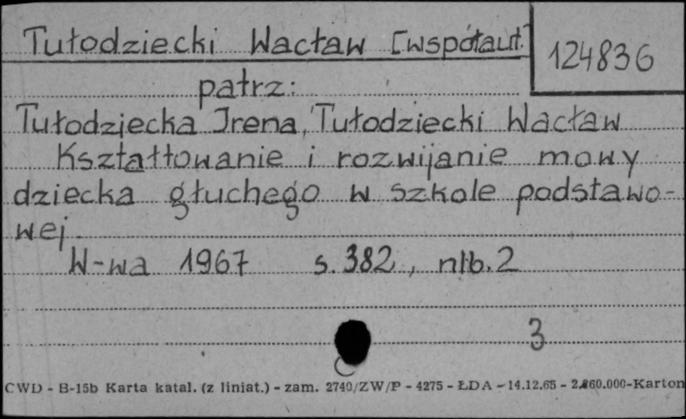 Tułodziecki Wacław [współaut.]
124836
patrz:
Tułodziecka Irena, Tułodziecki Wacław
Kształtowanie i rozwijanie mowy
dziecka głuchego w szkole podstawo-
wej.
W-wa 1967 s. 382, nlb. 2
3
CWD - B-15b Karta katal. (z liniat.) - zam. 2740/ZW/P - 4275 - ŁDA - 14.12.65 - 2.860.000-Karton